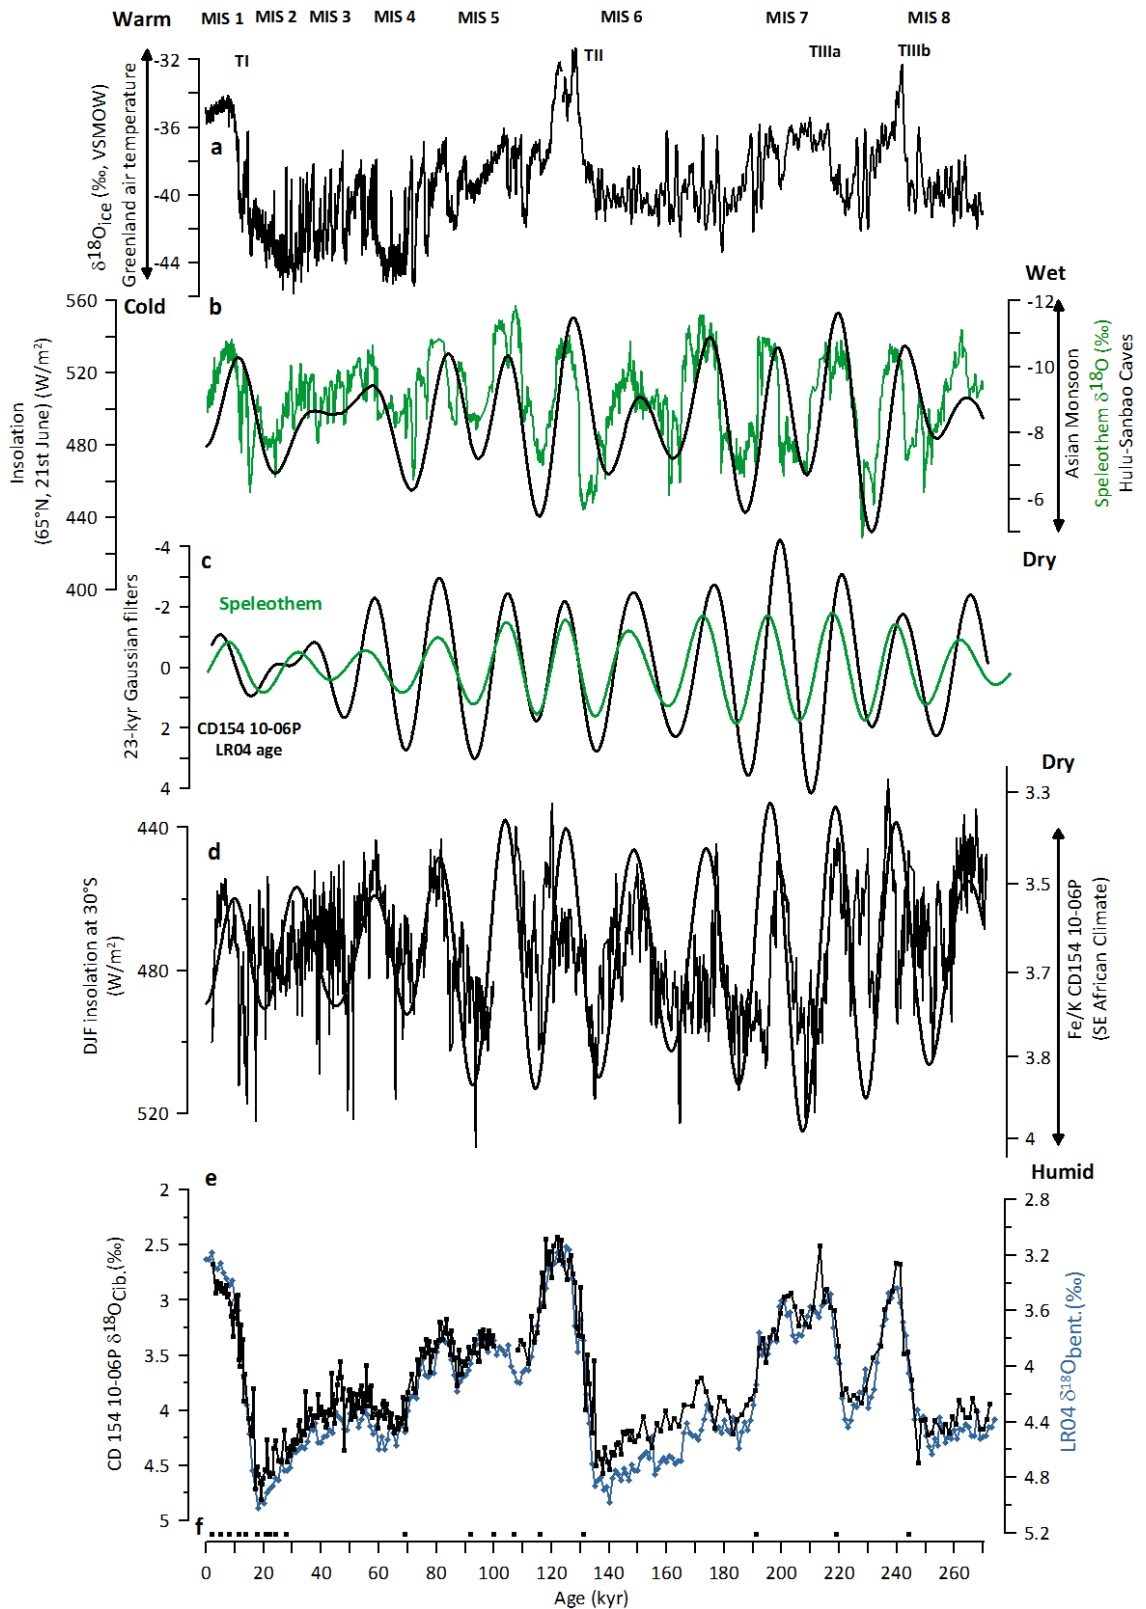 MIS 1 MIS 2 MIS 3 MIS 4 MIS 5 MIS 6 MIS 7 MIS 8
Warm
TI TII TIIIa TIIIb
a
δ¹⁸Oice (‰, VSMOW)
Greenland air temperature
-32
-36
-40
-44
Cold
b
Wet
Insolation
(65°N, 21st June) (W/m²)
560
520
480
440
400
-12
-10
-8
-6
Asian Monsoon
Speleothem δ¹⁸O (‰)
Hulu-Sanbao Caves
Dry
c
Speleothem
23-kyr Gaussian filters
-4
-2
0
2
4
CD154 10-06P
LR04 age
Dry
d
DJF insolation at 30°S
(W/m²)
440
480
520
3.3
3.5
3.7
3.8
4
Fe/K CD154 10-06P
(SE African Climate)
Humid
e
CD 154 10-06P δ¹⁸OCib.(‰)
2
2.5
3
3.5
4
4.5
5
2.8
3.2
3.6
4
4.4
4.8
5.2
LR04 δ¹⁸Obent.(‰)
f
0 20 40 60 80 100 120 140 160 180 200 220 240 260
Age (kyr)